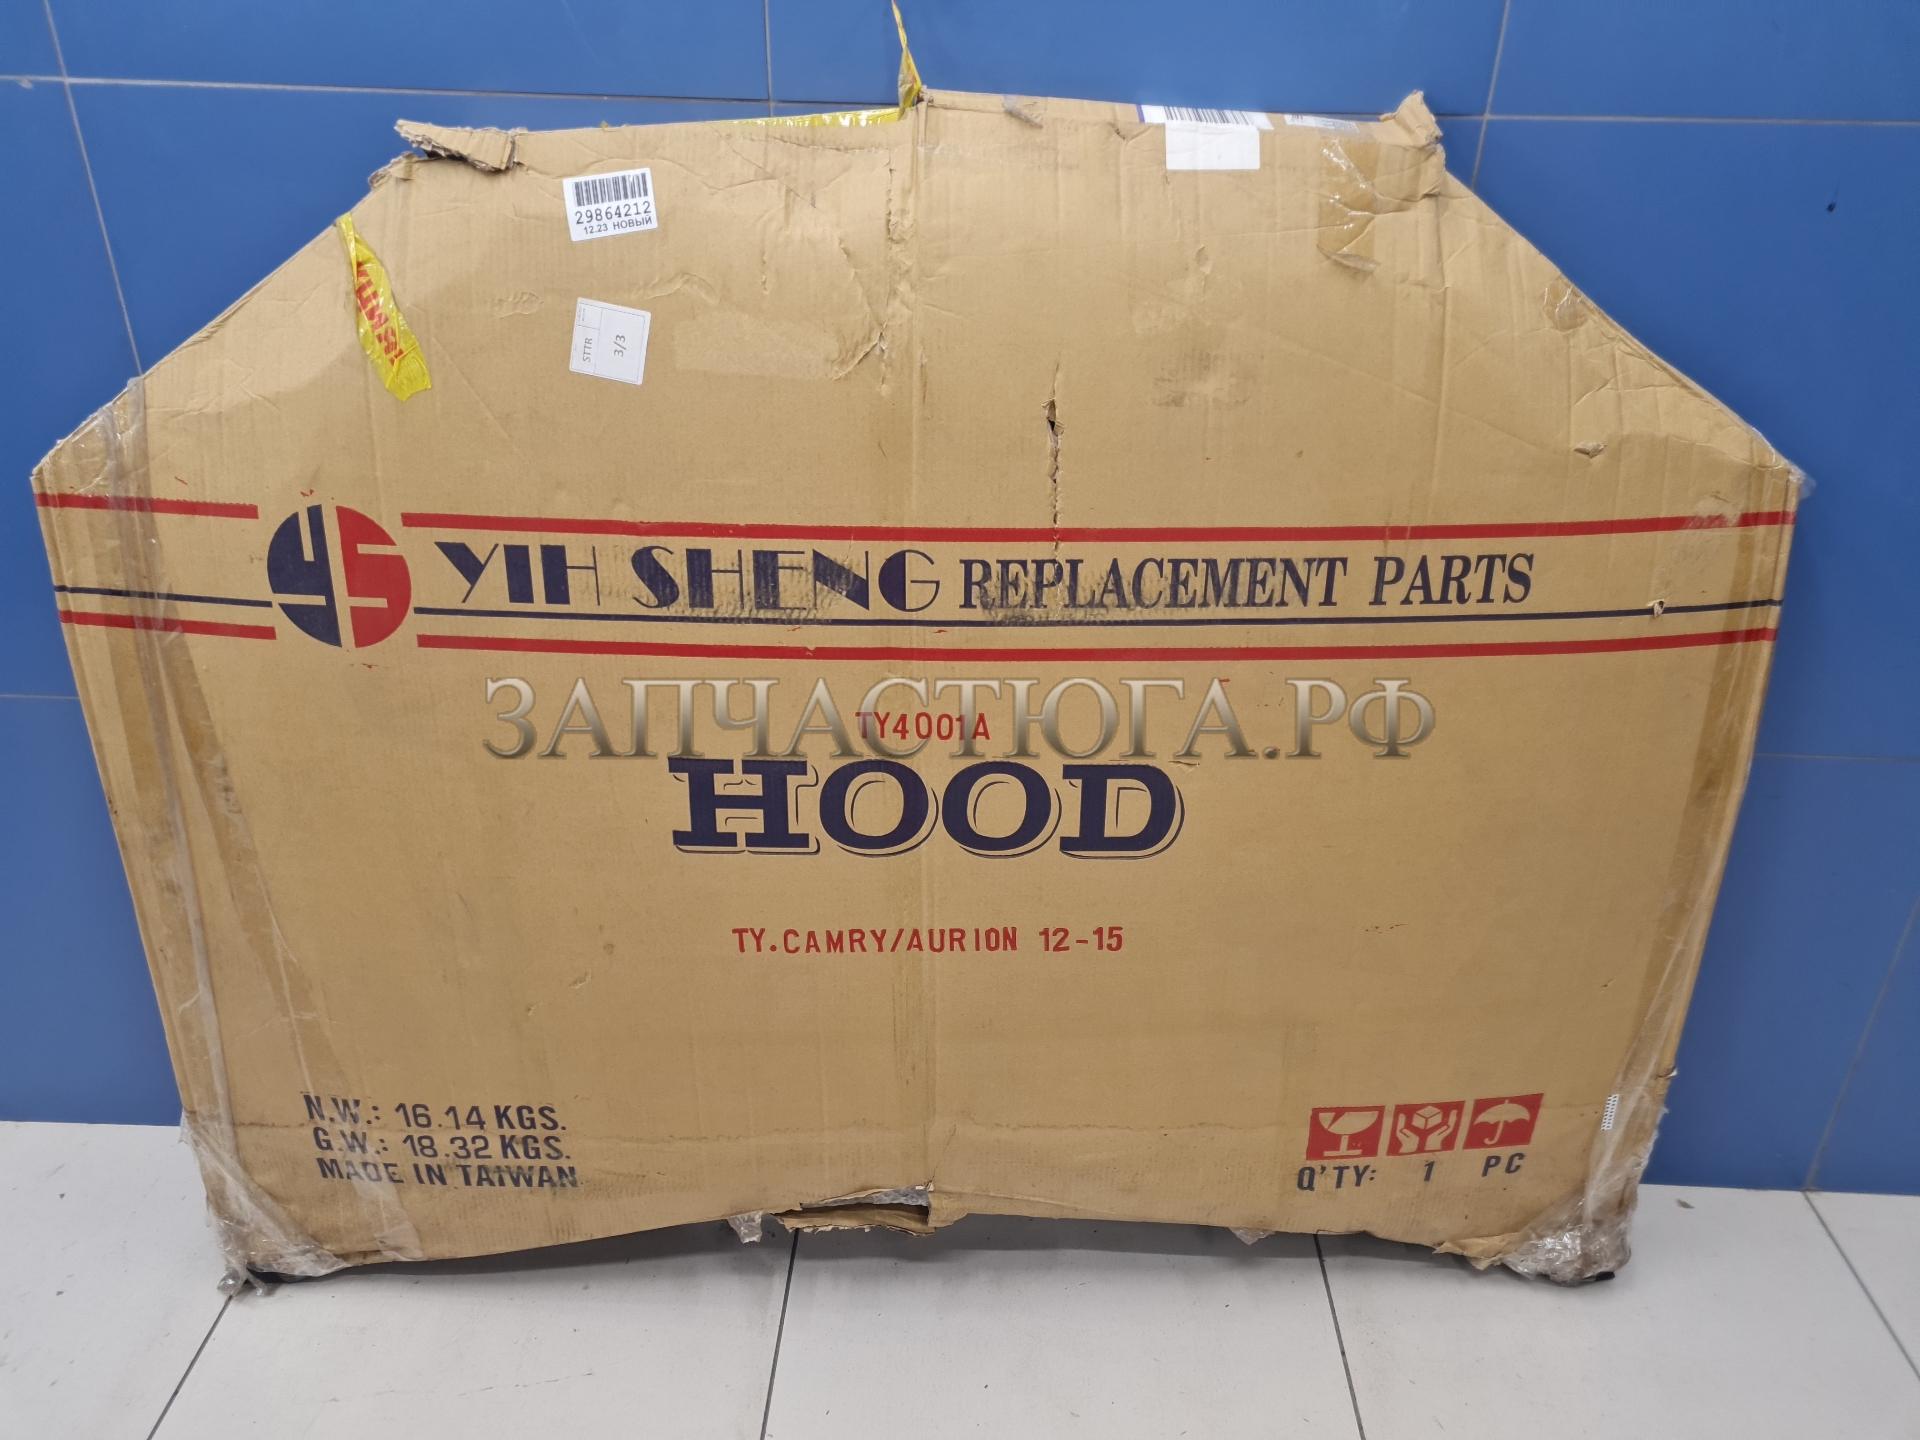 29864212
12.23 НОВЫЙ
STTR
3/3
YS YIH SHENG REPLACEMENT PARTS
ЗАПЧАСТЮГА.РФ
TY4001A
HOOD
TY.CAMRY/AURION 12-15
N.W.: 16.14 KGS.
G.W.: 18.32 KGS.
MADE IN TAIWAN
Q'TY: 1 PC